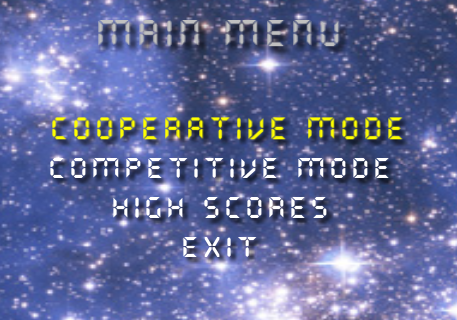 MAIN MENU
COOPERATIVE MODE
COMPETITIVE MODE
HIGH SCORES
EXIT